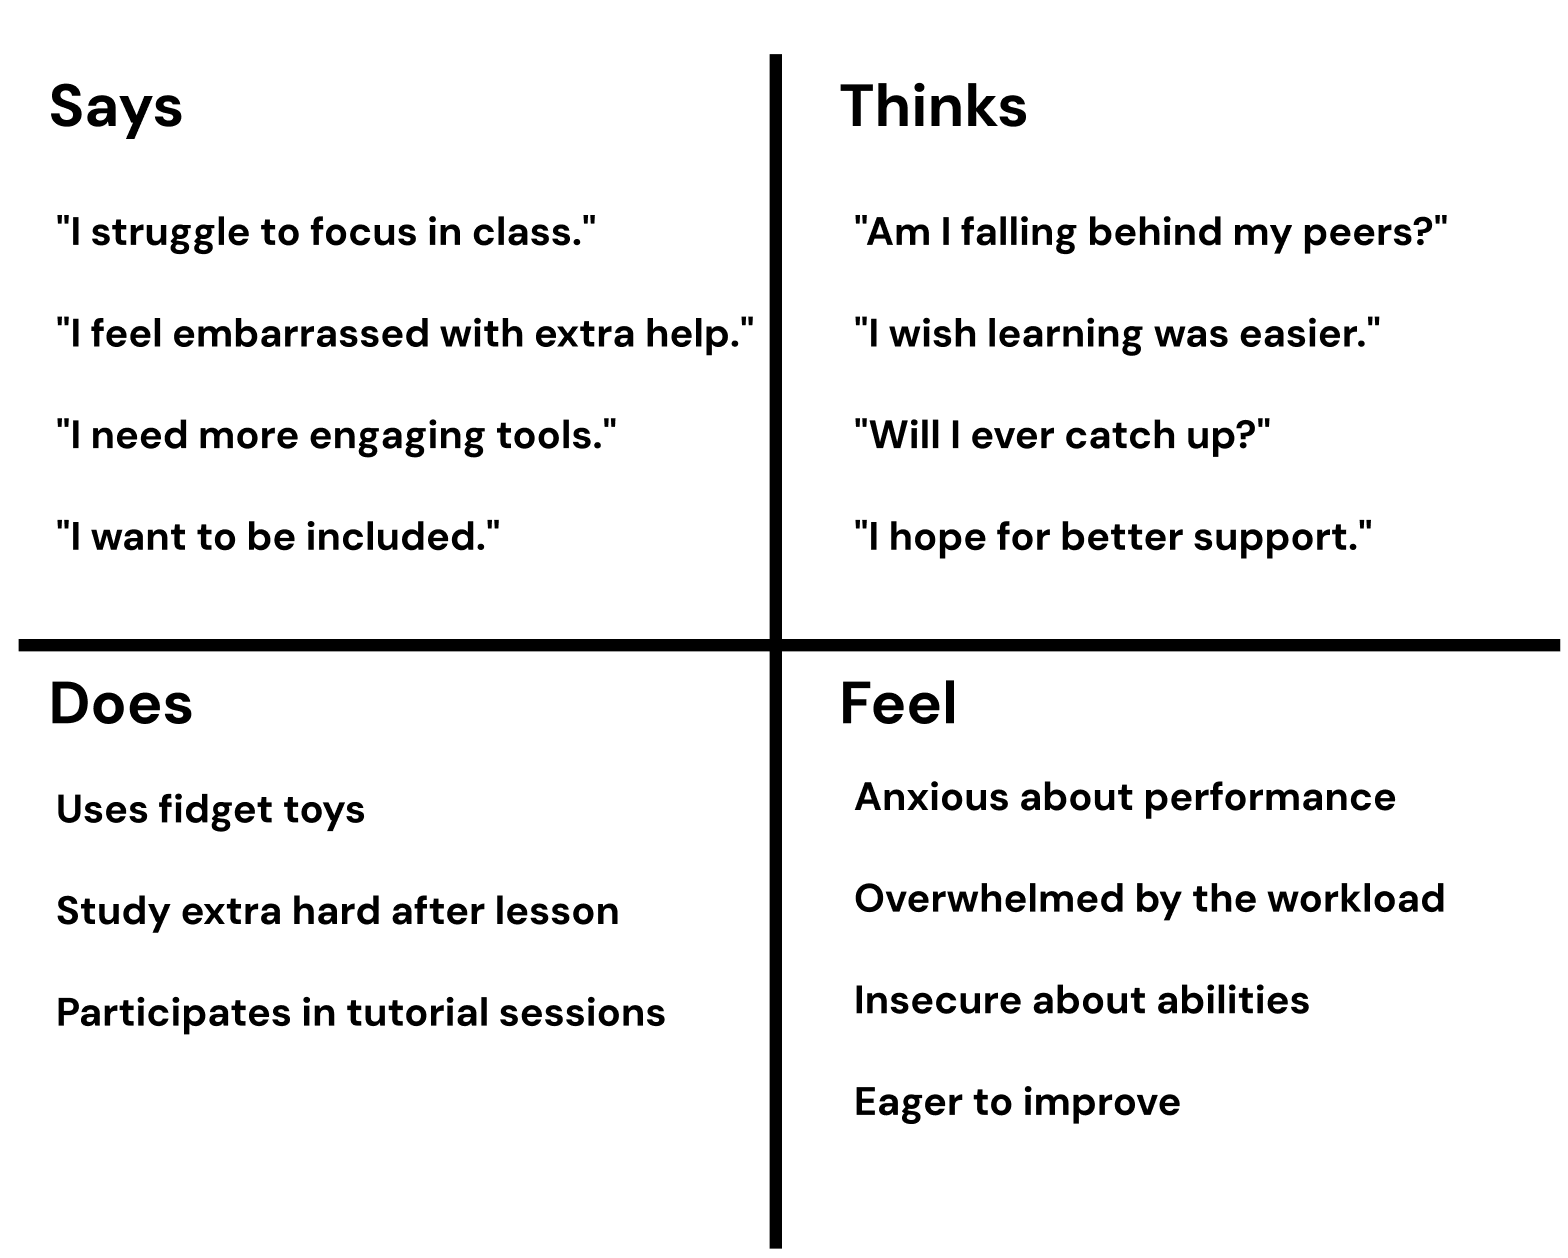 Says
"I struggle to focus in class."
"I feel embarrassed with extra help."
"I need more engaging tools."
"I want to be included."
Thinks
"Am I falling behind my peers?"
"I wish learning was easier."
"Will I ever catch up?"
"I hope for better support."
Does
Uses fidget toys
Study extra hard after lesson
Participates in tutorial sessions
Feel
Anxious about performance
Overwhelmed by the workload
Insecure about abilities
Eager to improve